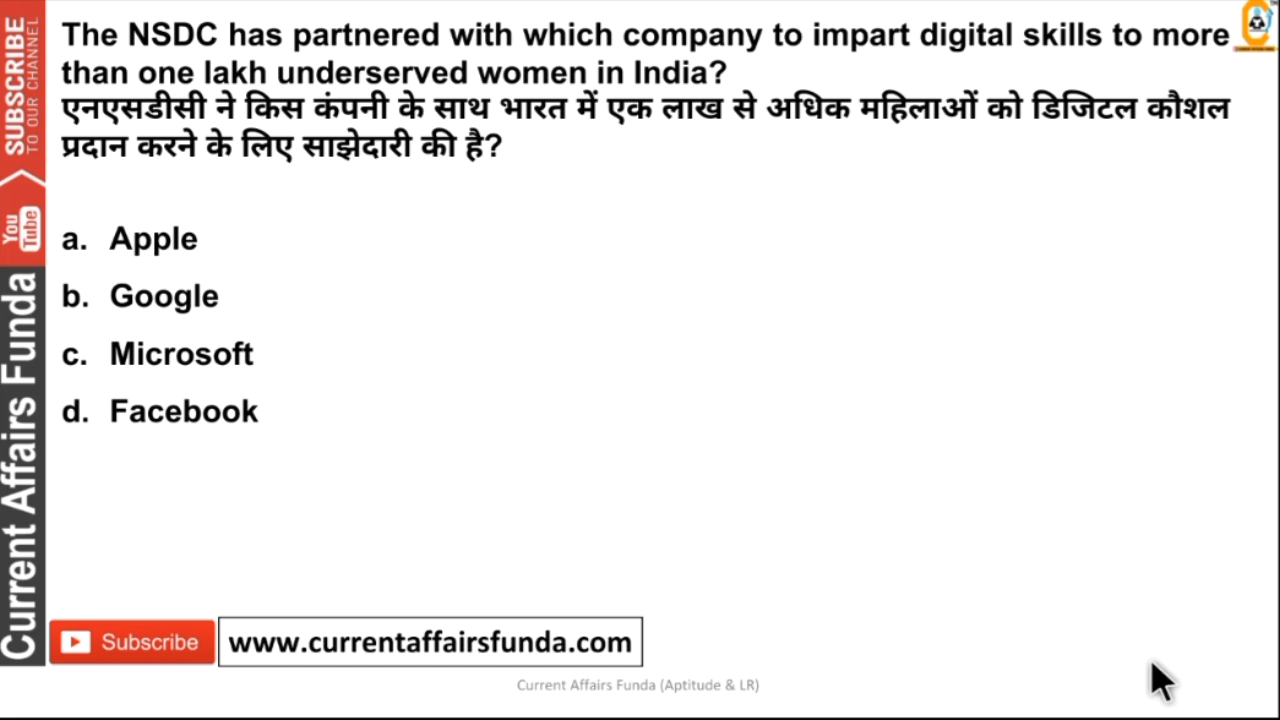 The NSDC has partnered with which company to impart digital skills to more
than one lakh underserved women in India?
एनएसडीसी ने किस कंपनी के साथ भारत में एक लाख से अधिक महिलाओं को डिजिटल कौशल
प्रदान करने के लिए साझेदारी की है?
a. Apple
b. Google
c. Microsoft
d. Facebook
SUBSCRIBE
TO OUR CHANNEL
You
Tube
Current Affairs Funda
Subscribe
www.currentaffairsfunda.com
Current Affairs Funda (Aptitude & LR)